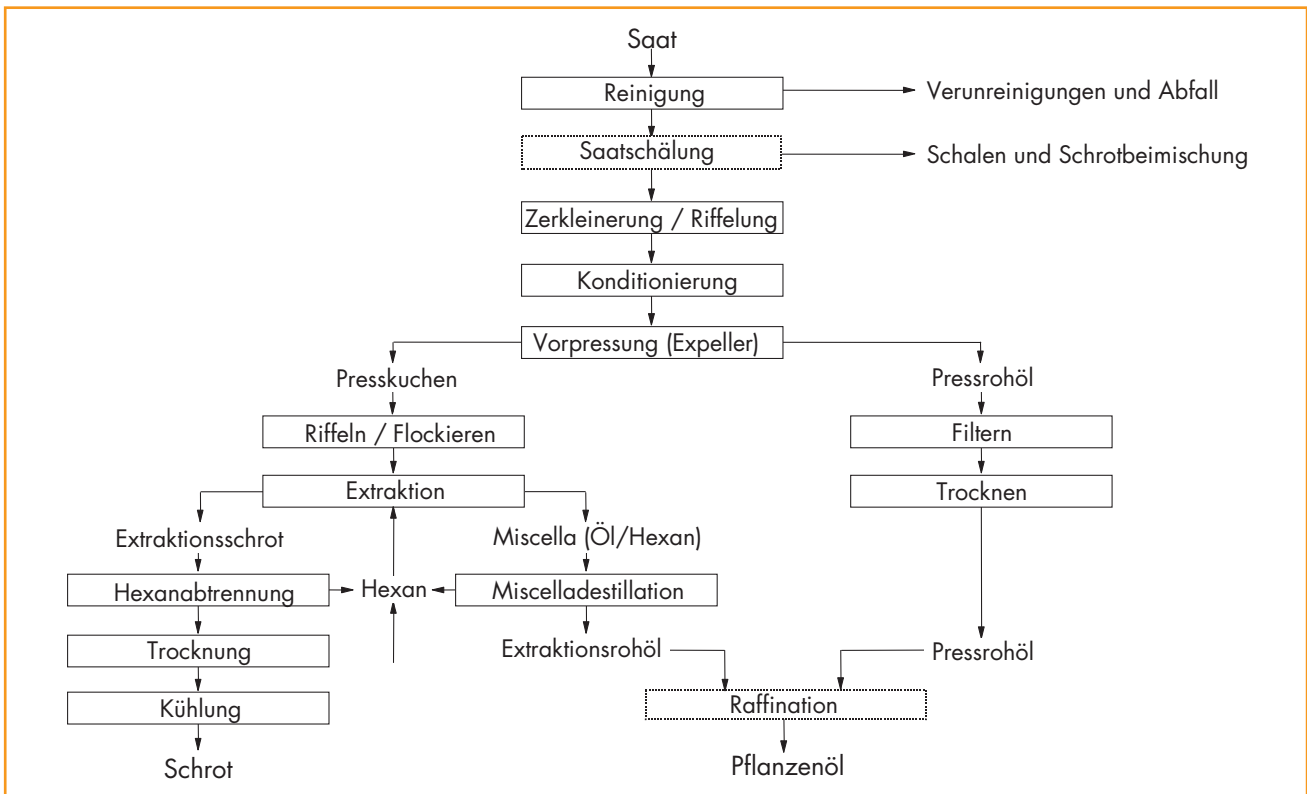 Saat
Reinigung
Verunreinigungen und Abfall
Saatschälung
Schalen und Schrotbeimischung
Zerkleinerung / Riffelung
Konditionierung
Vorpressung (Expeller)
Presskuchen
Pressrohöl
Riffeln / Flockieren
Filtern
Extraktion
Trocknen
Extraktionsschrot
Miscella (Öl/Hexan)
Hexanabtrennung
Hexan
Miscelladestillation
Trocknung
Extraktionsrohöl
Pressrohöl
Kühlung
Raffination
Schrot
Pflanzenöl